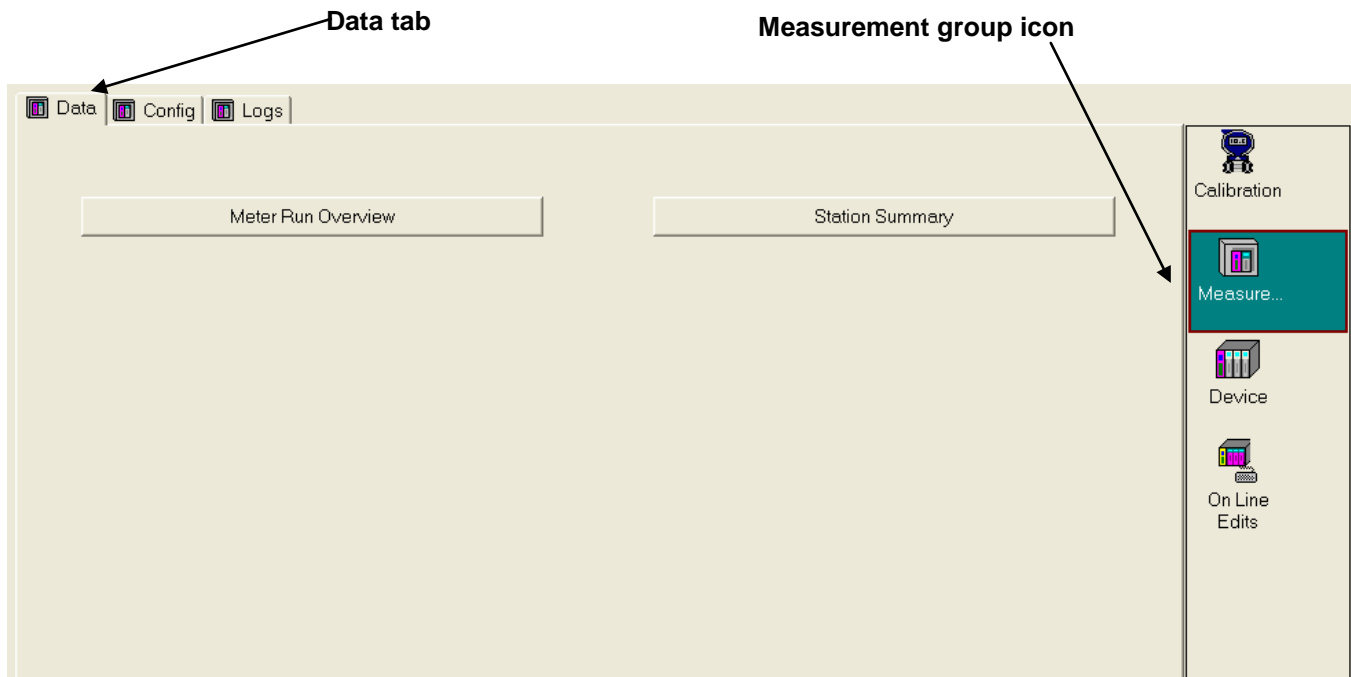 Data tab
Measurement group icon
Data
Config
Logs
Meter Run Overview
Station Summary
Calibration
Measure...
Device
On Line
Edits